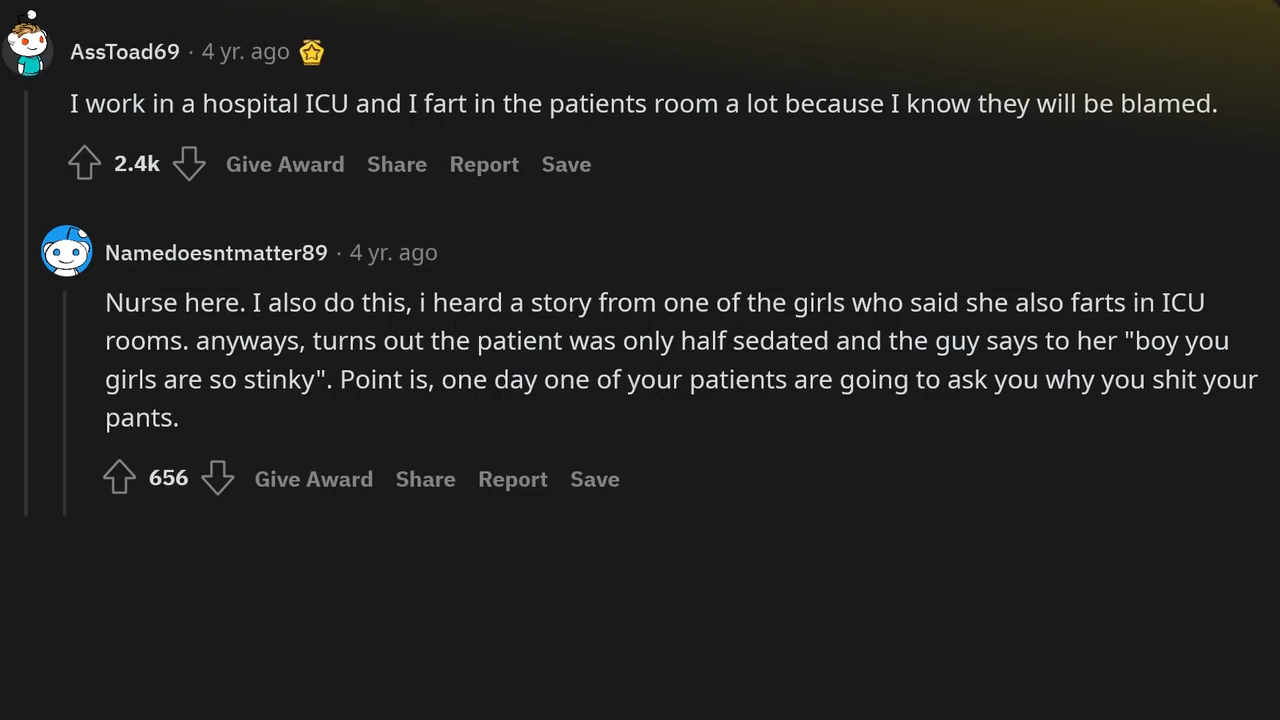 AssToad69 · 4 yr. ago
I work in a hospital ICU and I fart in the patients room a lot because I know they will be blamed.
2.4k Give Award Share Report Save
Namedoesntmatter89 · 4 yr. ago
Nurse here. I also do this, i heard a story from one of the girls who said she also farts in ICU
rooms. anyways, turns out the patient was only half sedated and the guy says to her "boy you
girls are so stinky". Point is, one day one of your patients are going to ask you why you shit your
pants.
656 Give Award Share Report Save